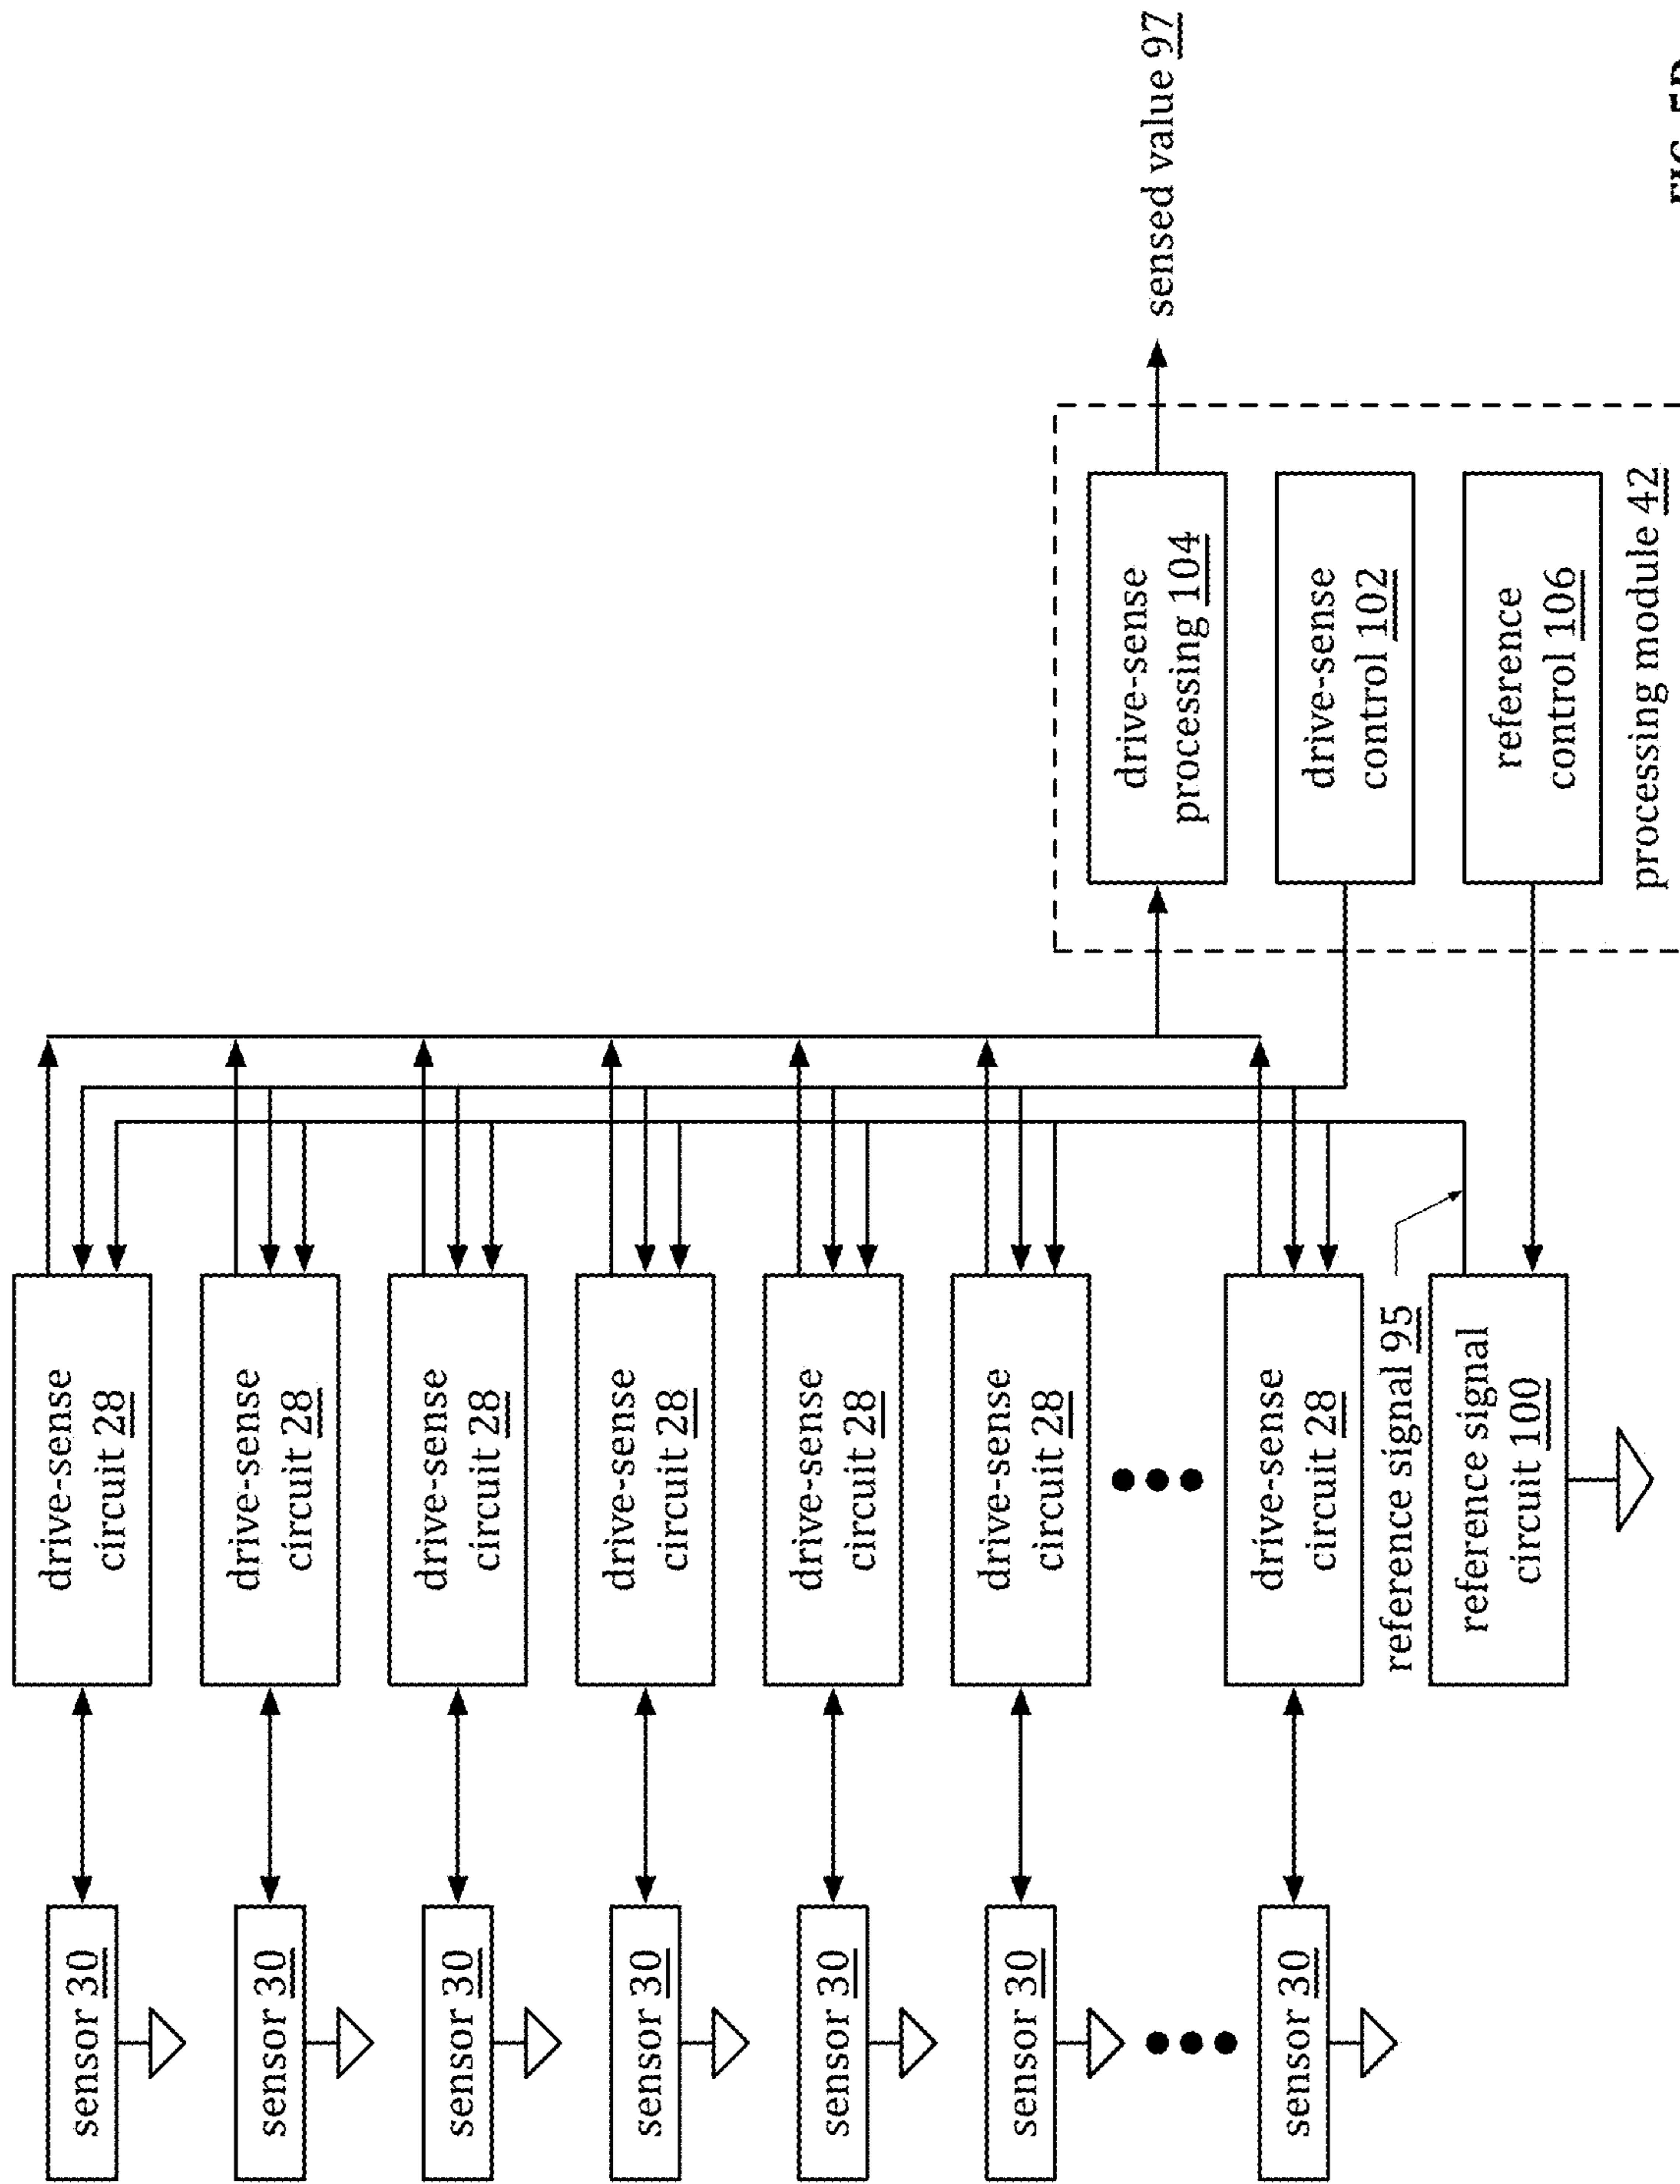 sensor 30
drive-sense
circuit 28
sensor 30
drive-sense
circuit 28
sensor 30
drive-sense
circuit 28
sensor 30
drive-sense
circuit 28
sensor 30
drive-sense
circuit 28
sensor 30
drive-sense
circuit 28
sensor 30
drive-sense
circuit 28
reference signal 95
reference signal
circuit 100
drive-sense
processing 104
sensed value 97
drive-sense
control 102
reference
control 106
processing module 42
FIG.